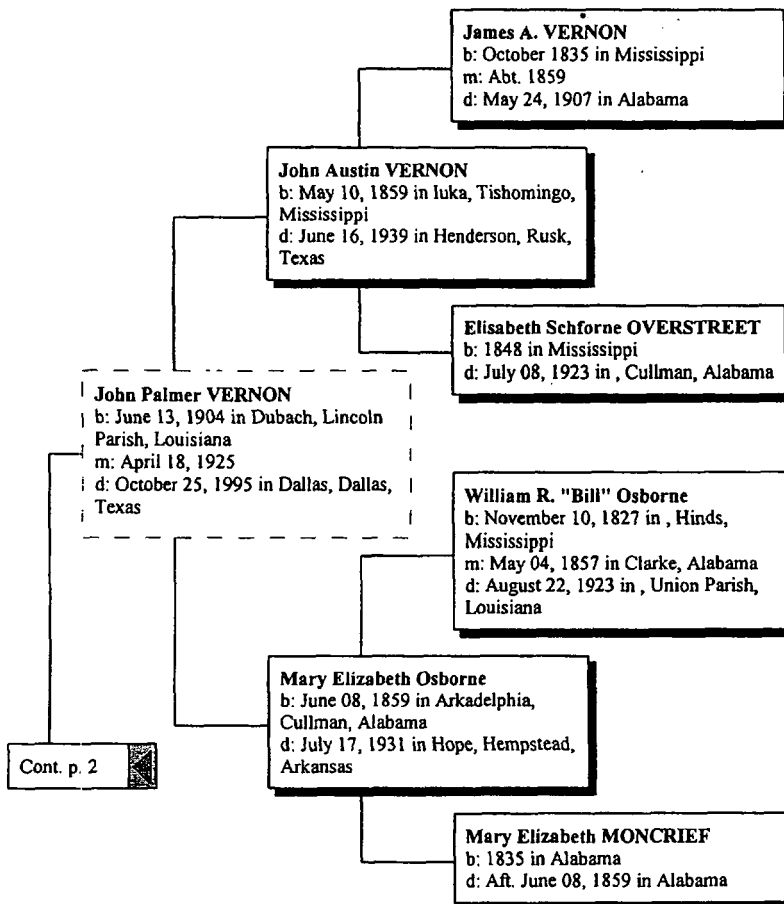 James A. VERNON
b: October 1835 in Mississippi
m: Abt. 1859
d: May 24, 1907 in Alabama
John Austin VERNON
b: May 10, 1859 in Iuka, Tishomingo,
Mississippi
d: June 16, 1939 in Henderson, Rusk,
Texas
Elisabeth Schforne OVERSTREET
b: 1848 in Mississippi
d: July 08, 1923 in , Cullman, Alabama
John Palmer VERNON
b: June 13, 1904 in Dubach, Lincoln
Parish, Louisiana
m: April 18, 1925
d: October 25, 1995 in Dallas, Dallas,
Texas
William R. "Bill" Osborne
b: November 10, 1827 in , Hinds,
Mississippi
m: May 04, 1857 in Clarke, Alabama
d: August 22, 1923 in , Union Parish,
Louisiana
Mary Elizabeth Osborne
b: June 08, 1859 in Arkadelphia,
Cullman, Alabama
d: July 17, 1931 in Hope, Hempstead,
Arkansas
Cont. p. 2
Mary Elizabeth MONCRIEF
b: 1835 in Alabama
d: Aft. June 08, 1859 in Alabama